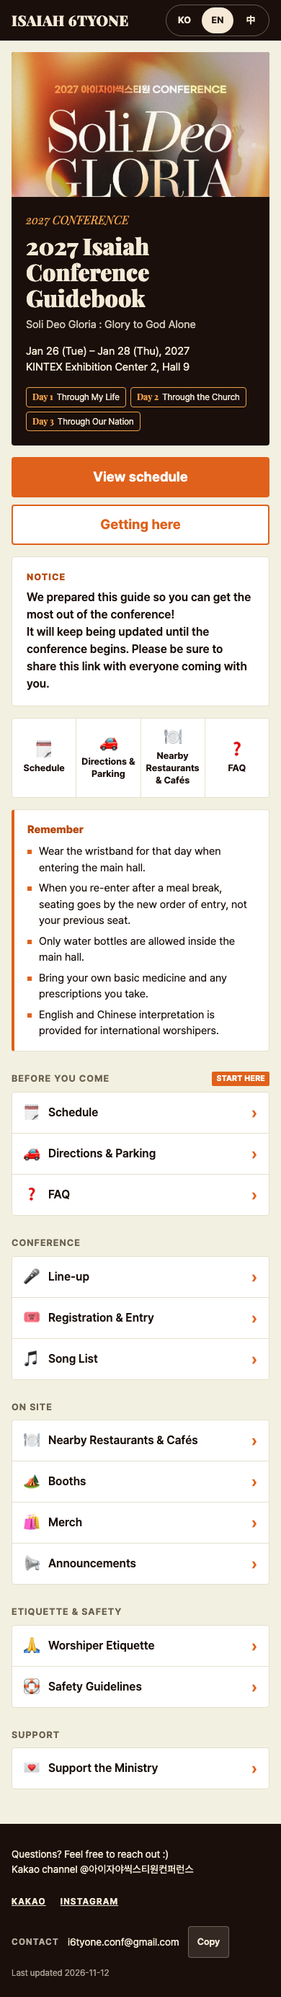 ISAIAH 6TYONE
KO EN 中
2027 아이자야씩스티원 CONFERENCE
Soli Deo
GLORIA
2027 CONFERENCE
2027 Isaiah
Conference
Guidebook
Soli Deo Gloria : Glory to God Alone
Jan 26 (Tue) – Jan 28 (Thu), 2027
KINTEX Exhibition Center 2, Hall 9
Day 1 Through My Life
Day 2 Through the Church
Day 3 Through Our Nation
View schedule
Getting here
NOTICE
We prepared this guide so you can get the
most out of the conference!
It will keep being updated until the
conference begins. Please be sure to
share this link with everyone coming with
you.
Schedule
Directions &
Parking
Nearby
Restaurants
& Cafés
FAQ
Remember
Wear the wristband for that day when
entering the main hall.
When you re-enter after a meal break,
seating goes by the new order of entry, not
your previous seat.
Only water bottles are allowed inside the
main hall.
Bring your own basic medicine and any
prescriptions you take.
English and Chinese interpretation is
provided for international worshipers.
BEFORE YOU COME
START HERE
Schedule
Directions & Parking
FAQ
CONFERENCE
Line-up
Registration & Entry
Song List
ON SITE
Nearby Restaurants & Cafés
Booths
Merch
Announcements
ETIQUETTE & SAFETY
Worshiper Etiquette
Safety Guidelines
SUPPORT
Support the Ministry
Questions? Feel free to reach out :)
Kakao channel @아이자야씩스티원컨퍼런스
KAKAO INSTAGRAM
CONTACT i6tyone.conf@gmail.com Copy
Last updated 2026-11-12